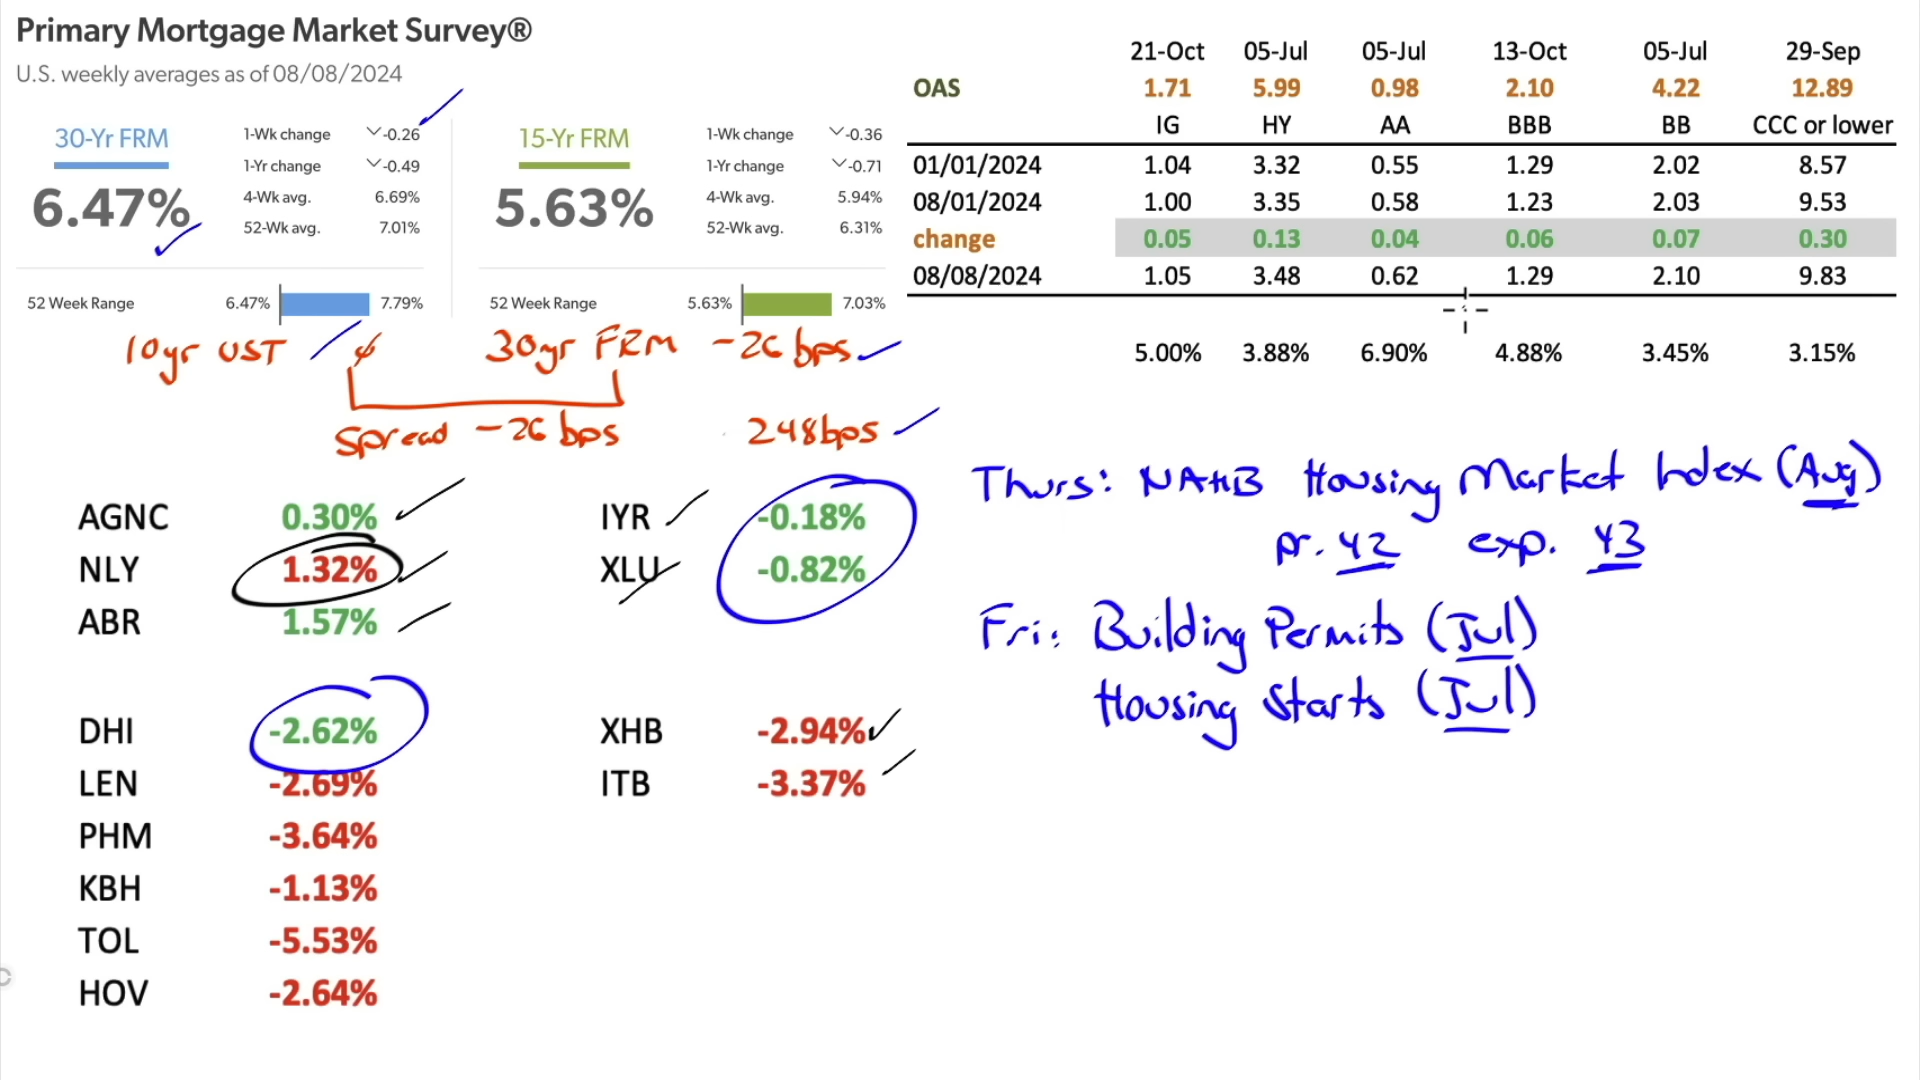 Primary Mortgage Market Survey®
U.S. weekly averages as of 08/08/2024
30-Yr FRM
6.47%
1-Wk change -0.26
1-Yr change -0.49
4-Wk avg. 6.69%
52-Wk avg. 7.01%
52 Week Range 6.47% 7.79%
15-Yr FRM
5.63%
1-Wk change -0.36
1-Yr change -0.71
4-Wk avg. 5.94%
52-Wk avg. 6.31%
52 Week Range 5.63% 7.03%
21-Oct 05-Jul 05-Jul 13-Oct 05-Jul 29-Sep
OAS 1.71 5.99 0.98 2.10 4.22 12.89
IG HY AA BBB BB CCC or lower
01/01/2024 1.04 3.32 0.55 1.29 2.02 8.57
08/01/2024 1.00 3.35 0.58 1.23 2.03 9.53
change 0.05 0.13 0.04 0.06 0.07 0.30
08/08/2024 1.05 3.48 0.62 1.29 2.10 9.83
5.00% 3.88% 6.90% 4.88% 3.45% 3.15%
10yr UST 30yr FRM -26 bps
Spread -26 bps 248bps
AGNC 0.30% IYR -0.18%
NLY 1.32% XLU -0.82%
ABR 1.57%
DHI -2.62% XHB -2.94%
LEN -2.69% ITB -3.37%
PHM -3.64%
KBH -1.13%
TOL -5.53%
HOV -2.64%
Thurs: NAHB Housing Market Index (Aug)
pr. 42 exp. 43
Fri: Building Permits (Jul)
Housing Starts (Jul)